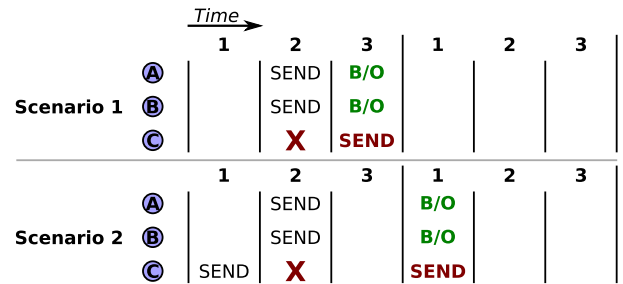 Time
1 2 3 1 2 3
A SEND B/O
Scenario 1 B SEND B/O
C X SEND
1 2 3 1 2 3
A SEND B/O
Scenario 2 B SEND B/O
C SEND X SEND